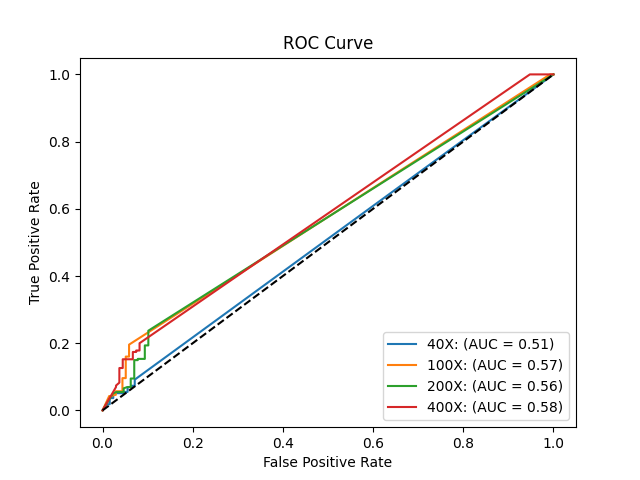 ROC Curve
True Positive Rate
1.0
0.8
0.6
0.4
0.2
0.0
0.0 0.2 0.4 0.6 0.8 1.0
False Positive Rate
40X: (AUC = 0.51)
100X: (AUC = 0.57)
200X: (AUC = 0.56)
400X: (AUC = 0.58)